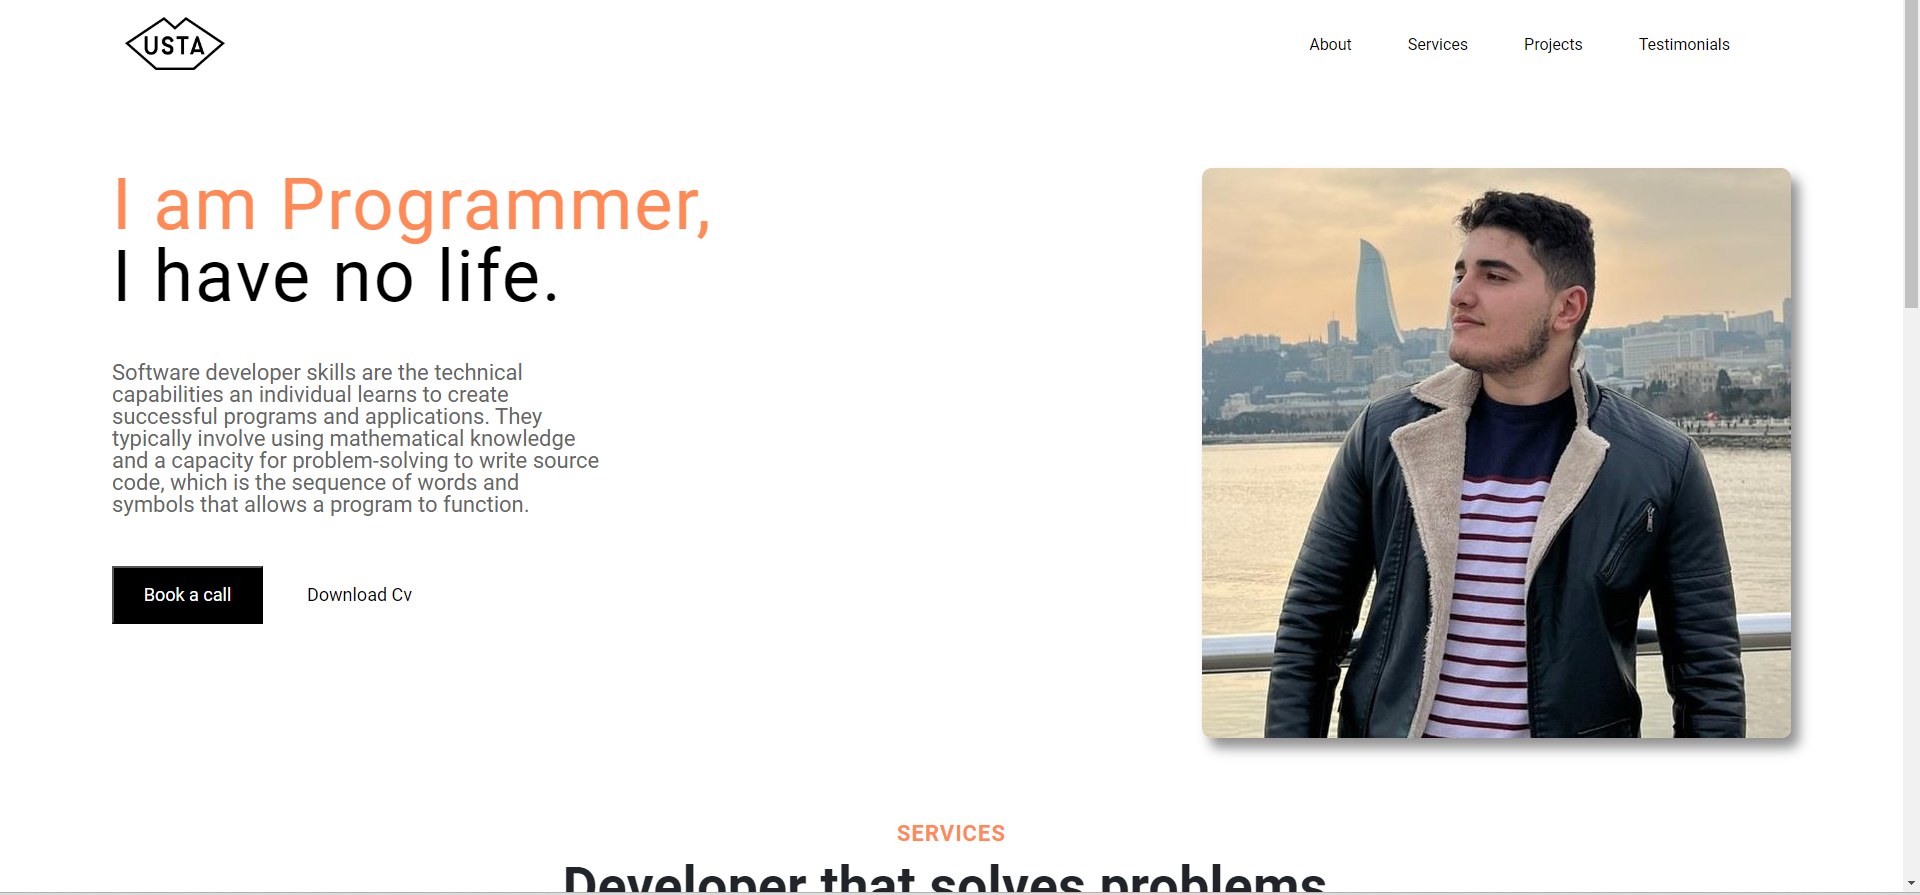 USTA
About Services Projects Testimonials
I am Programmer,
I have no life.
Software developer skills are the technical
capabilities an individual learns to create
successful programs and applications. They
typically involve using mathematical knowledge
and a capacity for problem-solving to write source
code, which is the sequence of words and
symbols that allows a program to function.
Book a call Download Cv
SERVICES
Developer that solves problems